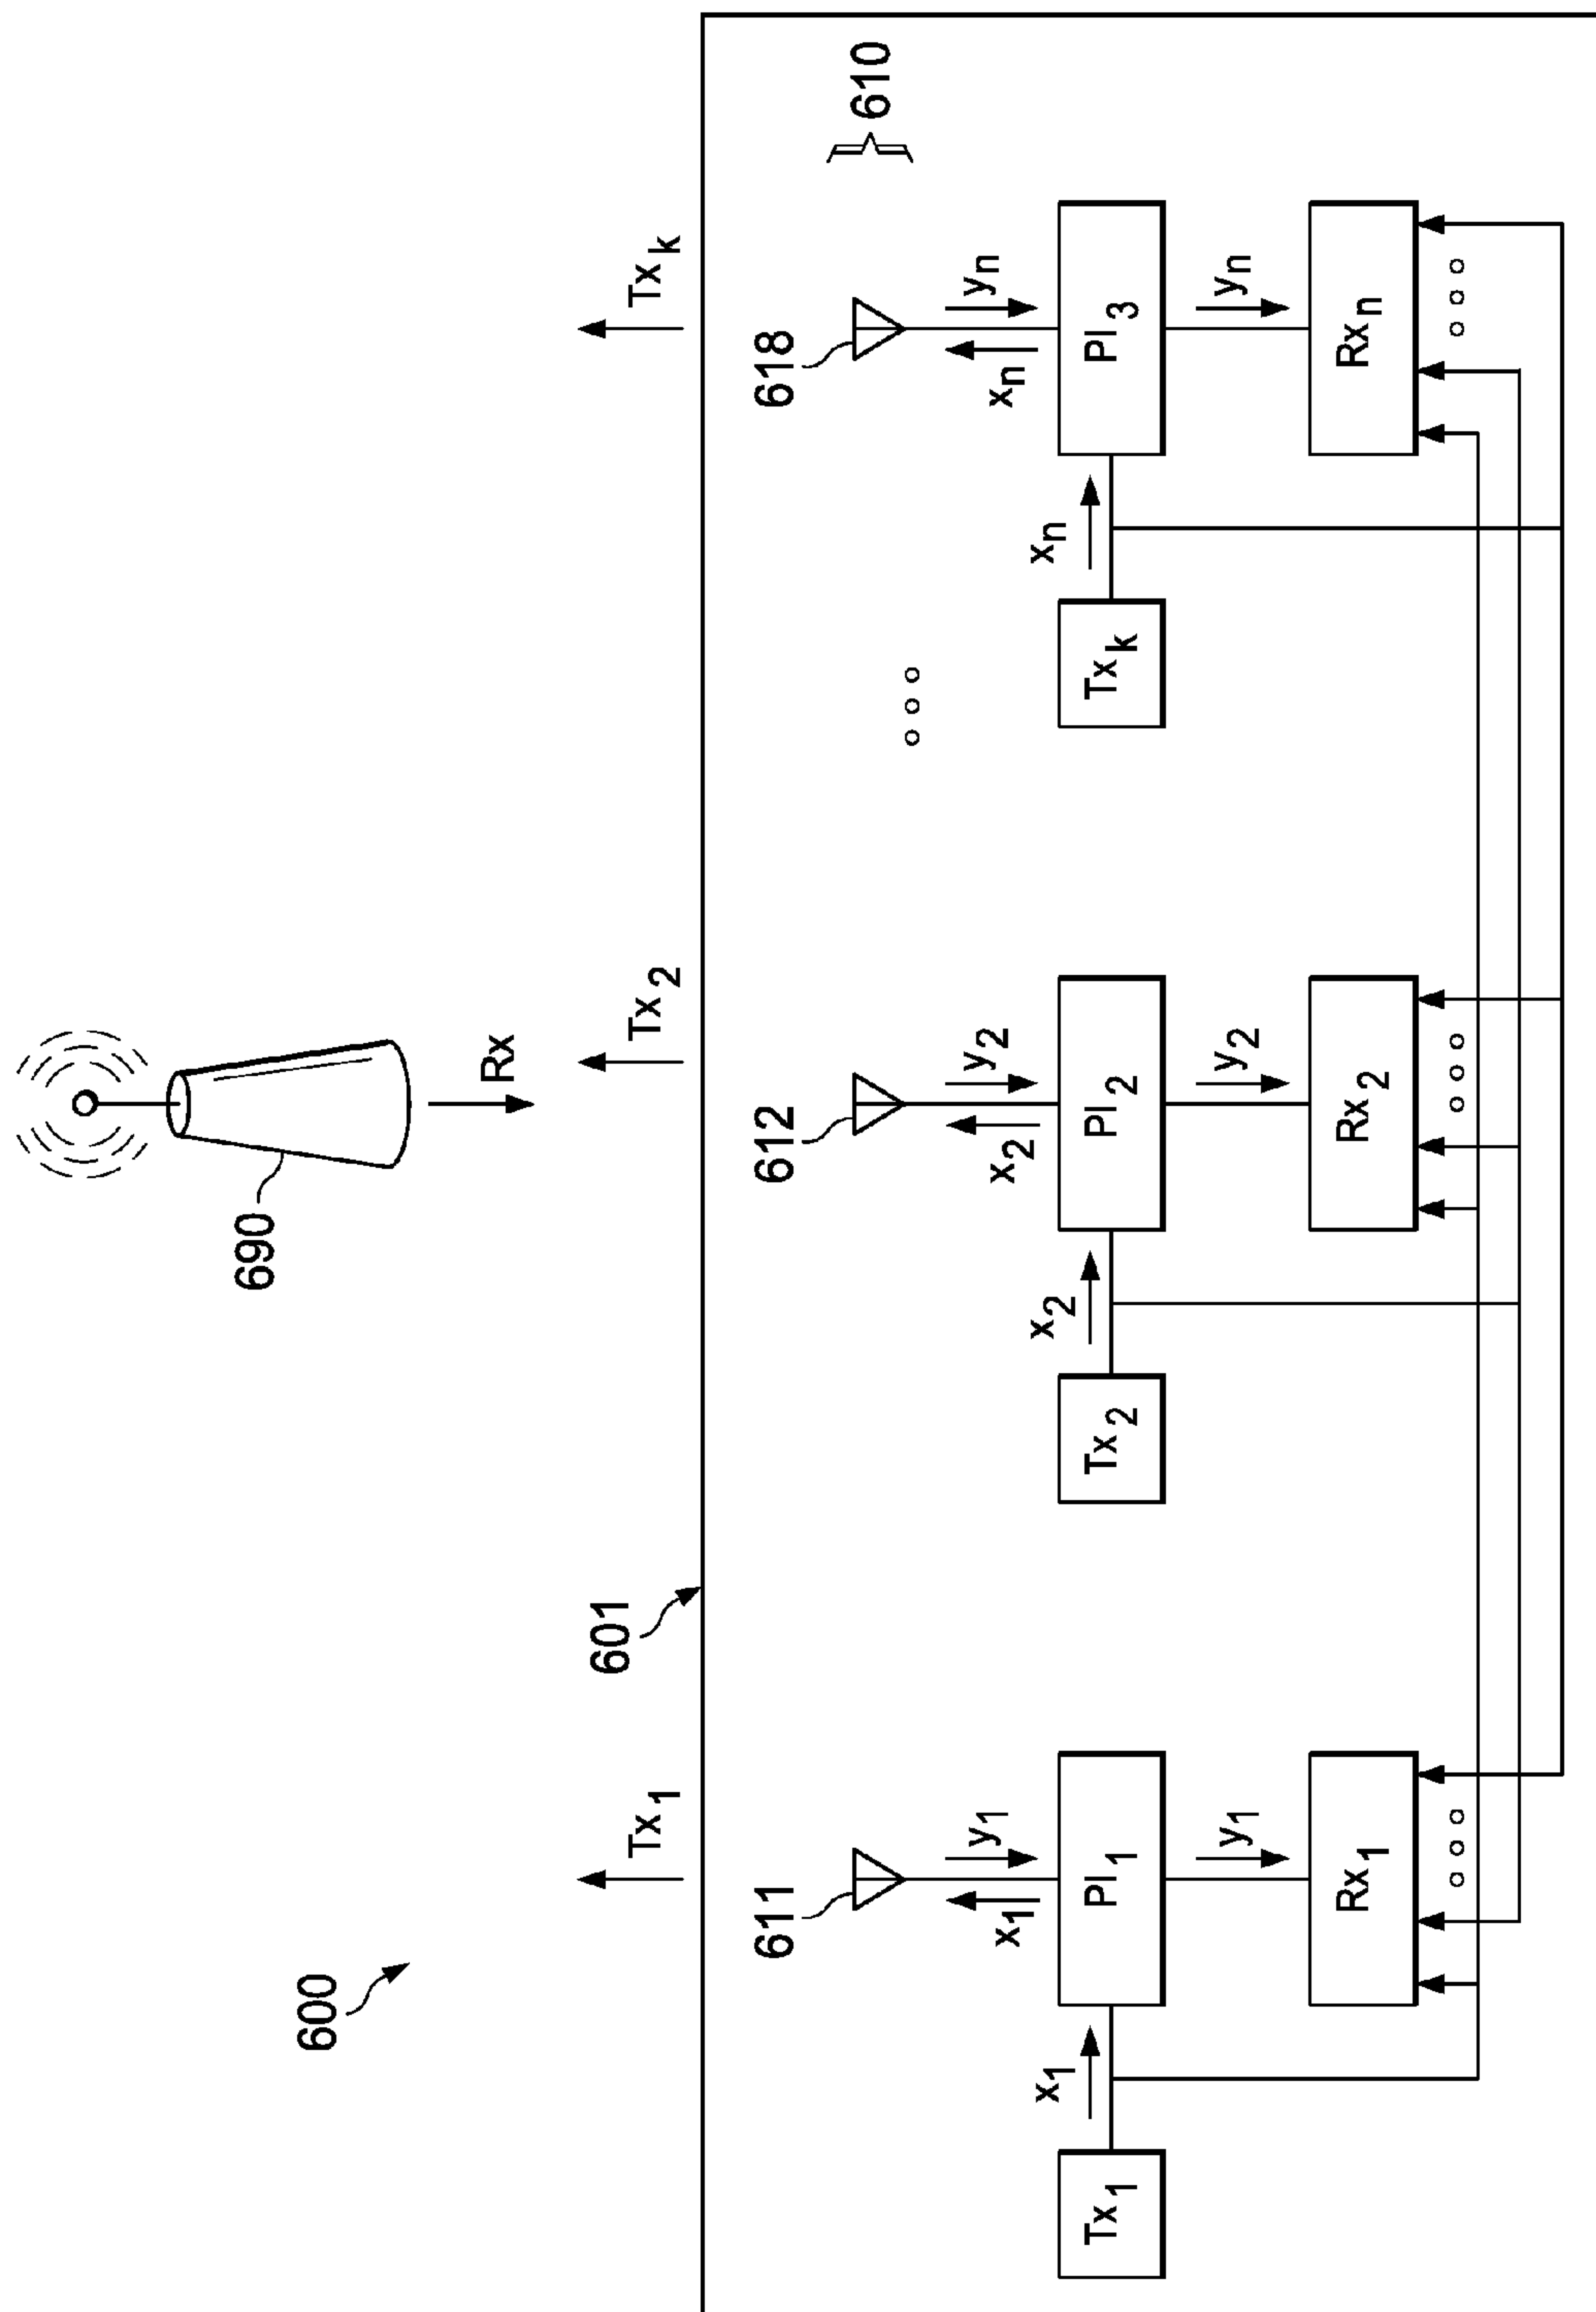 600
690
Rx
601
Tx1
Tx2
Txk
610
611
612
618
x1
y1
x2
y2
xn
yn
x1
PI1
x2
PI2
xn
PI3
Tx1
Tx2
Txk
y1
y2
yn
Rx1
Rx2
Rxn